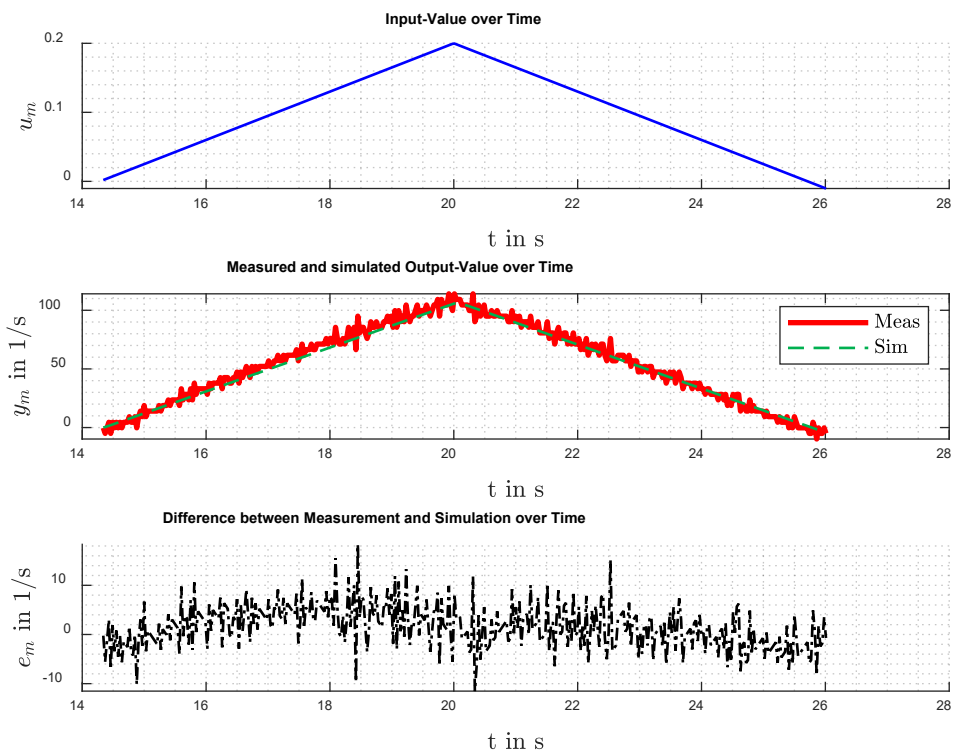 Input-Value over Time
0.2
0.1
0
u_m
14 16 18 20 22 24 26 28
t in s
Measured and simulated Output-Value over Time
100
50
0
y_m in 1/s
Meas
Sim
14 16 18 20 22 24 26 28
t in s
Difference between Measurement and Simulation over Time
10
0
-10
e_m in 1/s
14 16 18 20 22 24 26 28
t in s